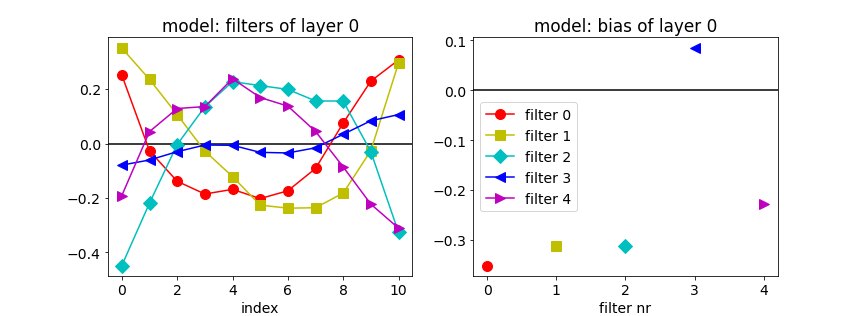 model: filters of layer 0
0.2
0.0
−0.2
−0.4
0 2 4 6 8 10
index
model: bias of layer 0
0.1
0.0
−0.1
−0.2
−0.3
filter 0
filter 1
filter 2
filter 3
filter 4
0 1 2 3 4
filter nr